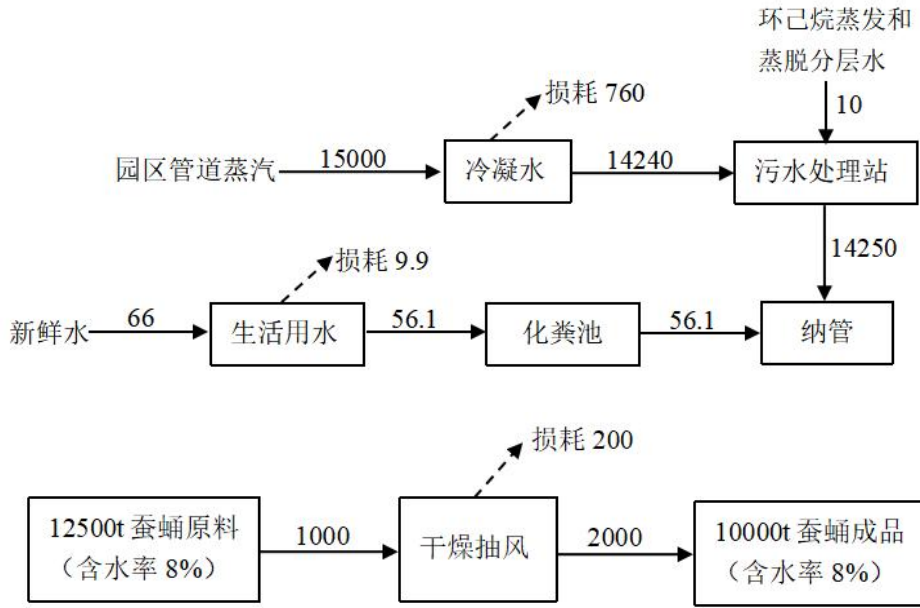 环己烷蒸发和
蒸脱分层水
损耗 760
10
园区管道蒸汽
15000
冷凝水
14240
污水处理站
损耗 9.9
14250
新鲜水
66
生活用水
56.1
化粪池
56.1
纳管
损耗 200
12500t 蚕蛹原料
（含水率 8%）
1000
干燥抽风
2000
10000t 蚕蛹成品
（含水率 8%）